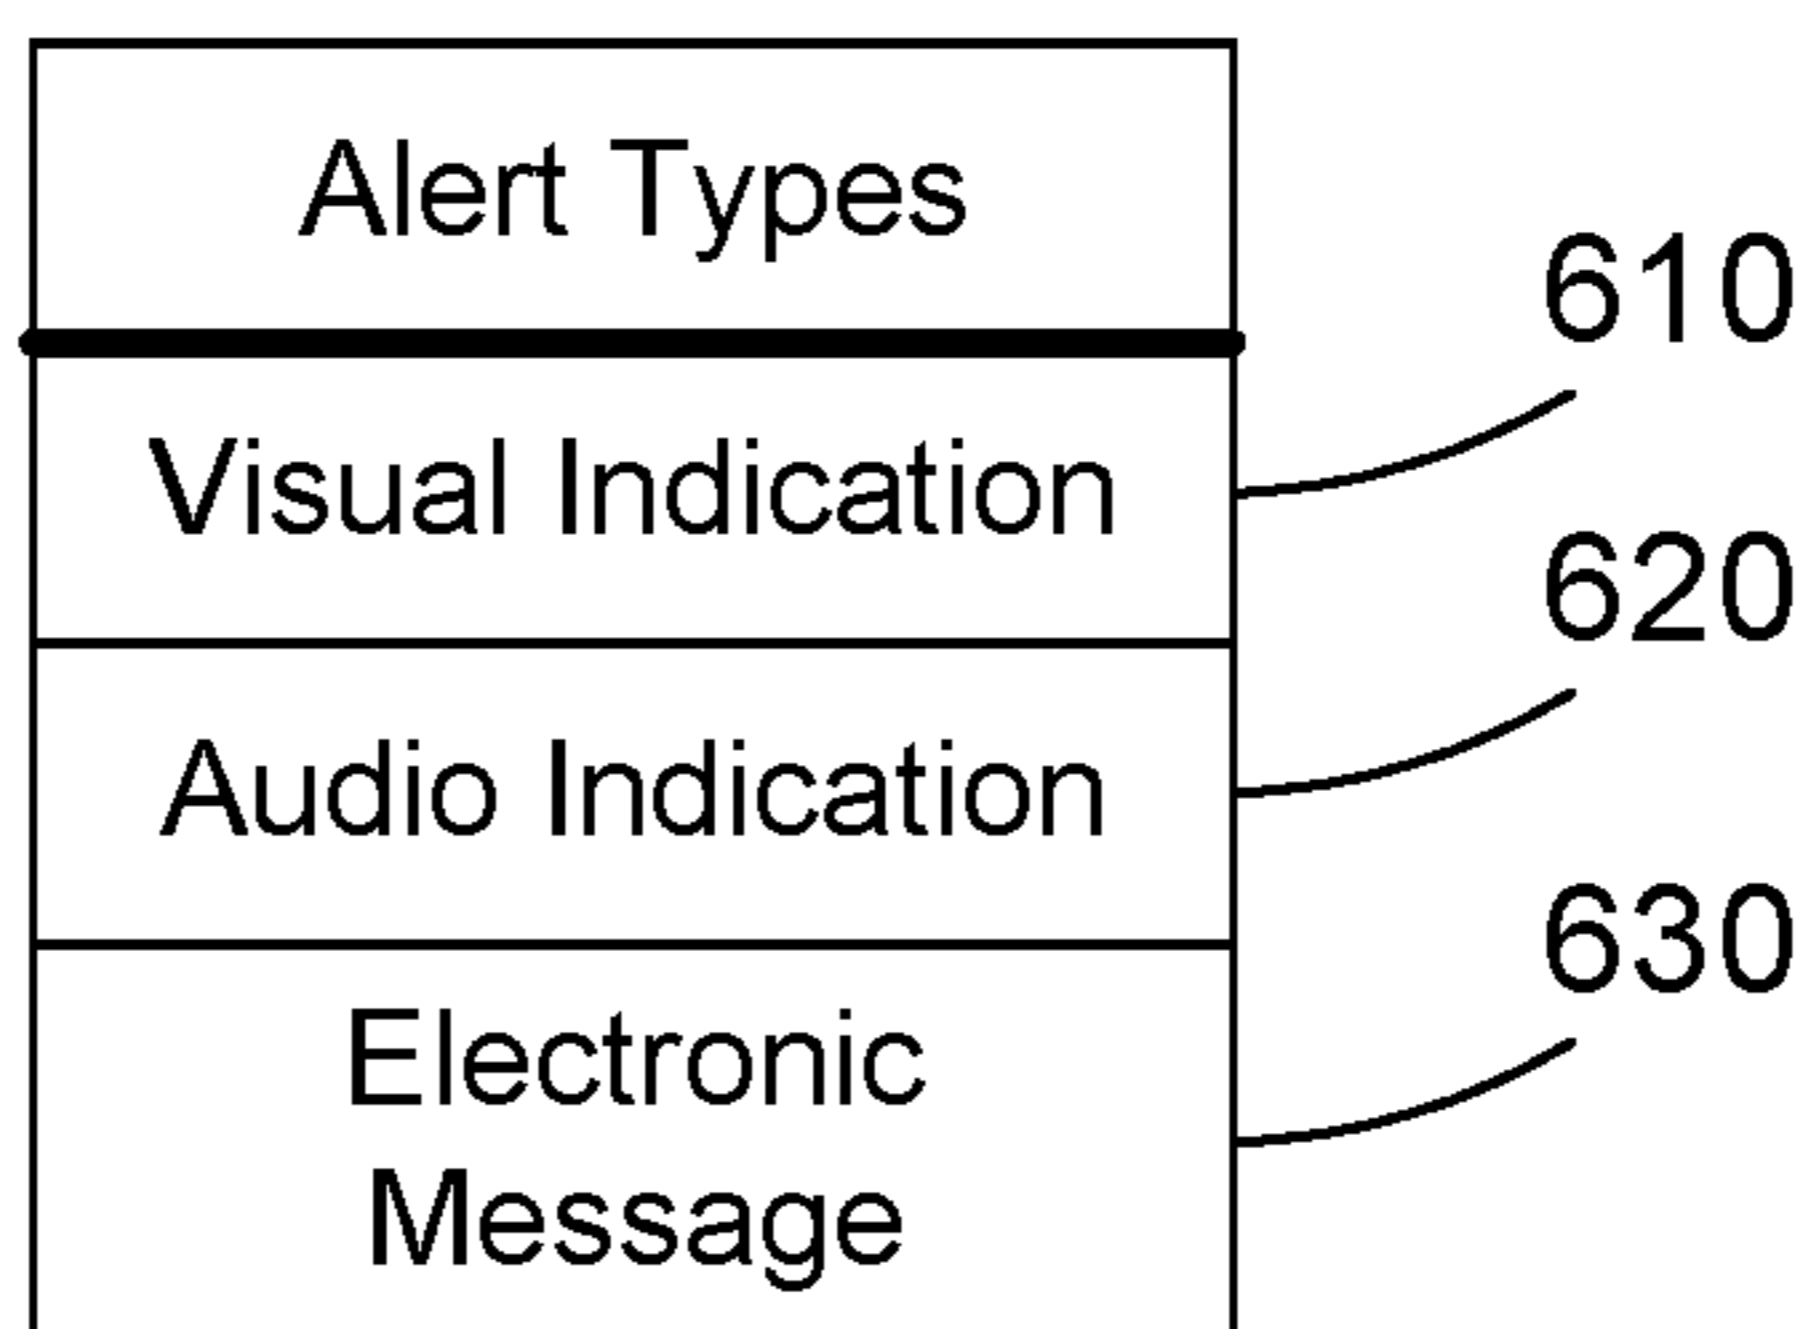 Alert Types
610
Visual Indication
620
Audio Indication
630
Electronic
Message